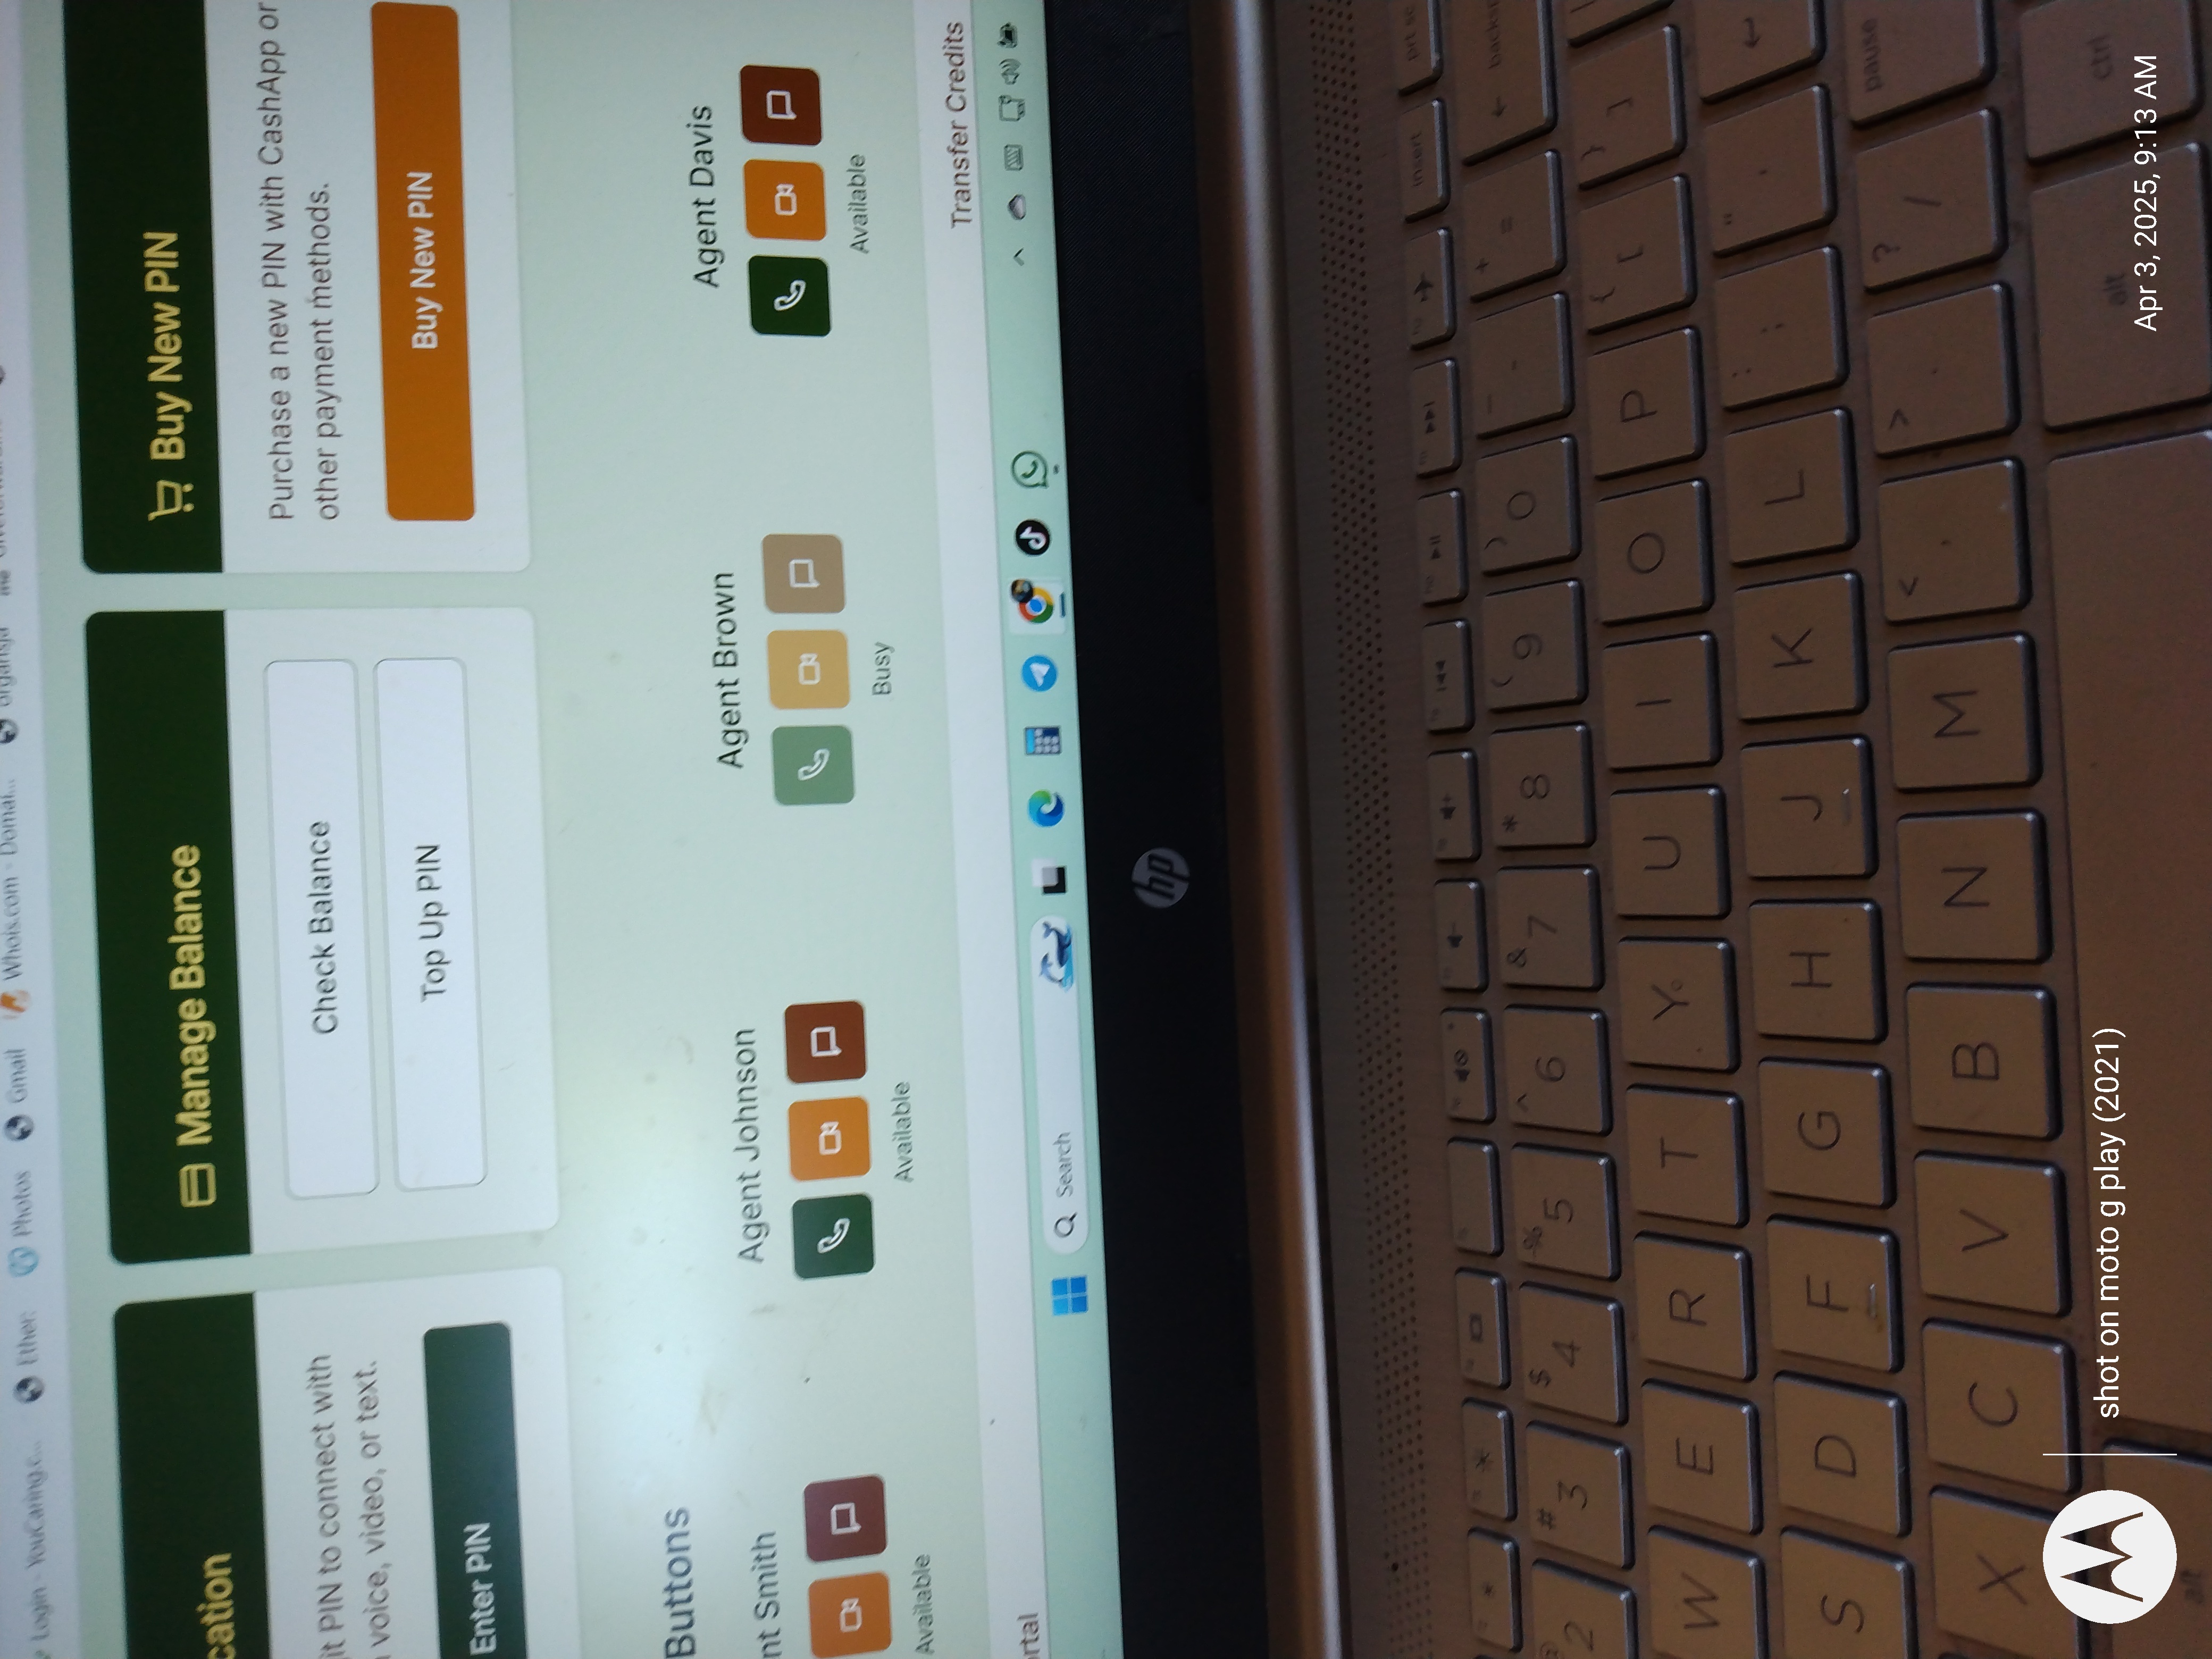 Login - YouCaring.c...
Ether:
Photos
Gmail
Whois.com - Domai...
cation
Manage Balance
Buy New PIN
it PIN to connect with
voice, video, or text.
Enter PIN
Check Balance
Top Up PIN
Purchase a new PIN with CashApp or
other payment methods.
Buy New PIN
Buttons
nt Smith
Available
Agent Johnson
Available
Agent Brown
Busy
Agent Davis
Available
rtal
Transfer Credits
Search
hp
insert
prt sc
@ 2 # 3 $ 4 % 5 ^ 6 & 7 * 8 ( 9 ) 0 - + = backsp
W E R T Y U I O P { [ } ]
S D F G H J K L : ; " '
X C V B N M < , > . ? / pause
alt
alt
ctrl
shot on moto g play (2021)
Apr 3, 2025, 9:13 AM